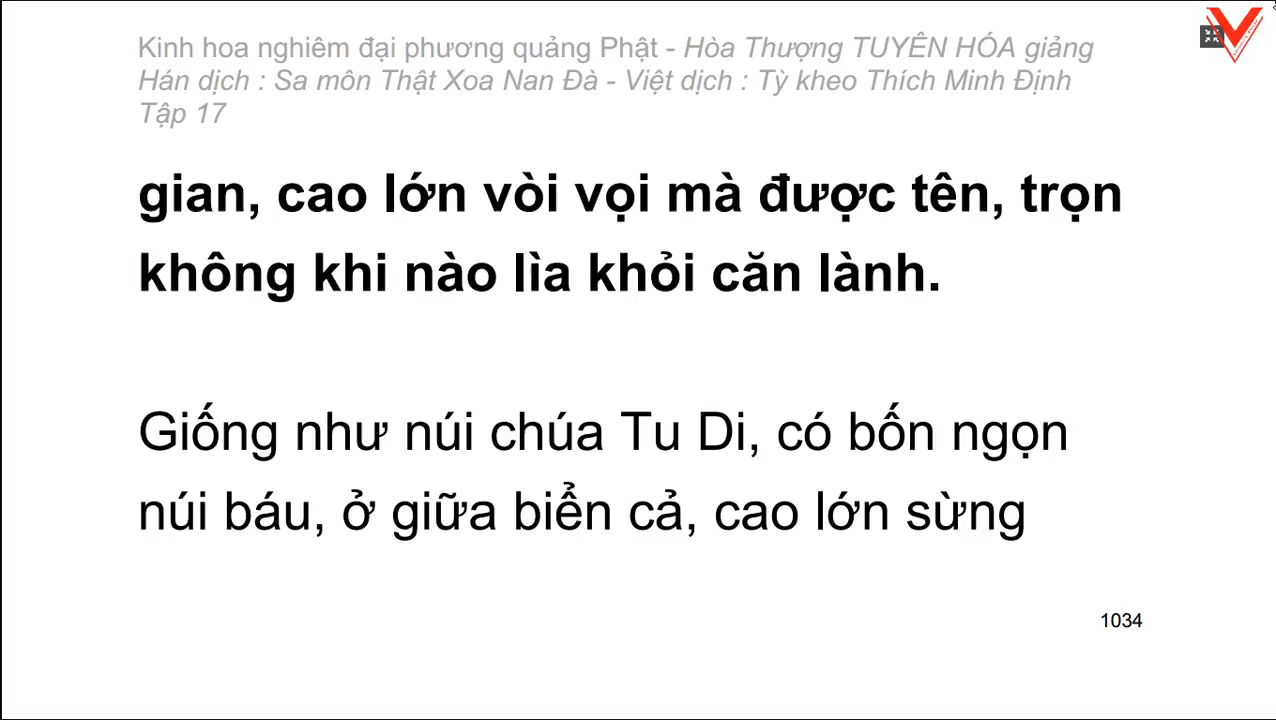 Kinh hoa nghiêm đại phương quảng Phật - Hòa Thượng TUYÊN HÓA giảng
Hán dịch : Sa môn Thật Xoa Nan Đà - Việt dịch : Tỳ kheo Thích Minh Định
Tập 17
gian, cao lớn vòi vọi mà được tên, trọn
không khi nào lìa khỏi căn lành.
Giống như núi chúa Tu Di, có bốn ngọn
núi báu, ở giữa biển cả, cao lớn sừng
1034